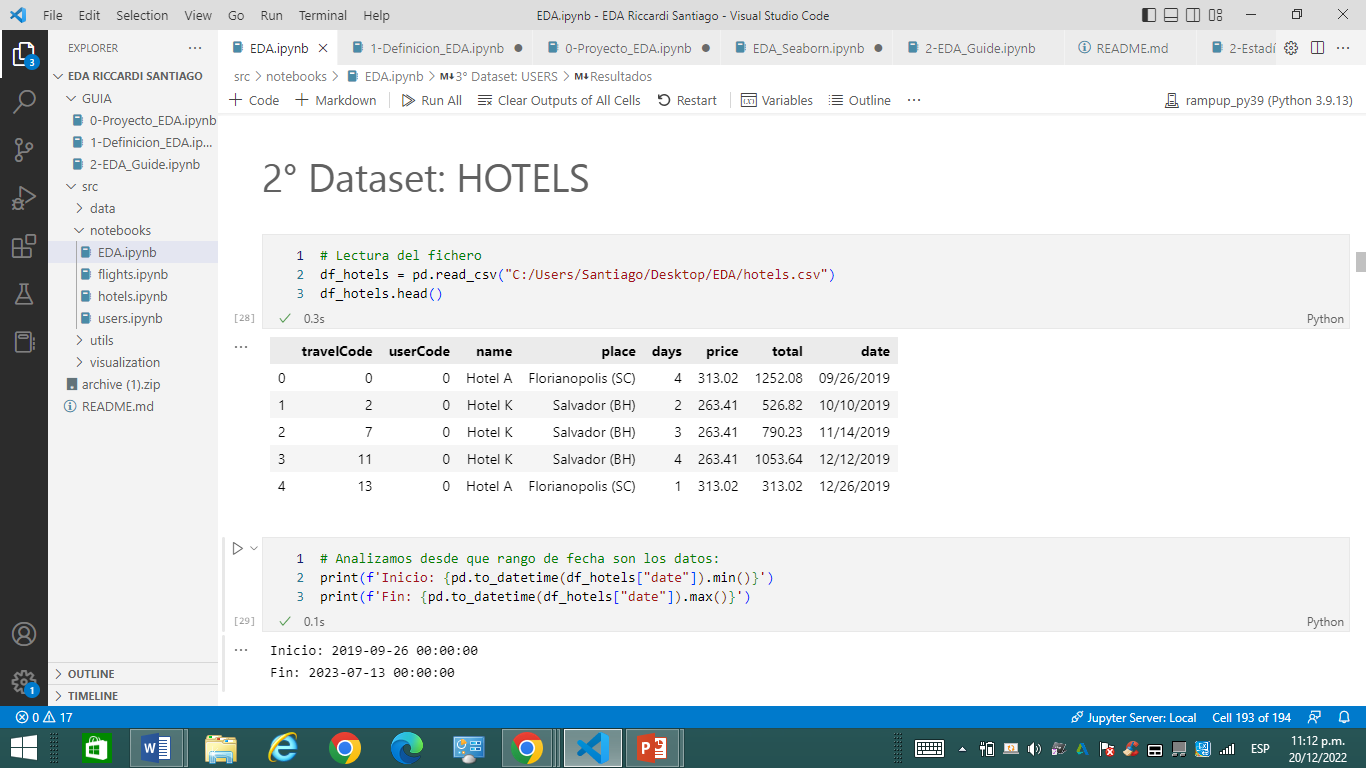 File Edit Selection View Go Run Terminal Help EDA.ipynb - EDA Riccardi Santiago - Visual Studio Code
EXPLORER
EDA.ipynb 1-Definicion_EDA.ipynb 0-Proyecto_EDA.ipynb EDA_Seaborn.ipynb 2-EDA_Guide.ipynb README.md 2-Estadí
3
EDA RICCARDI SANTIAGO
src > notebooks > EDA.ipynb > M↓3° Dataset: USERS > M↓Resultados
GUIA
+ Code + Markdown Run All Clear Outputs of All Cells Restart Variables Outline ... rampup_py39 (Python 3.9.13)
0-Proyecto_EDA.ipynb
1-Definicion_EDA.ip...
2-EDA_Guide.ipynb
src
data
notebooks
EDA.ipynb
flights.ipynb
hotels.ipynb
users.ipynb
utils
visualization
archive (1).zip
README.md
OUTLINE
TIMELINE
1
2° Dataset: HOTELS
1 # Lectura del fichero
2 df_hotels = pd.read_csv("C:/Users/Santiago/Desktop/EDA/hotels.csv")
3 df_hotels.head()
[28] ✓ 0.3s Python
travelCode userCode name place days price total date
0 0 0 Hotel A Florianopolis (SC) 4 313.02 1252.08 09/26/2019
1 2 0 Hotel K Salvador (BH) 2 263.41 526.82 10/10/2019
2 7 0 Hotel K Salvador (BH) 3 263.41 790.23 11/14/2019
3 11 0 Hotel K Salvador (BH) 4 263.41 1053.64 12/12/2019
4 13 0 Hotel A Florianopolis (SC) 1 313.02 313.02 12/26/2019
1 # Analizamos desde que rango de fecha son los datos:
2 print(f'Inicio: {pd.to_datetime(df_hotels["date"]).min()}')
3 print(f'Fin: {pd.to_datetime(df_hotels["date"]).max()}')
[29] ✓ 0.1s Python
Inicio: 2019-09-26 00:00:00
Fin: 2023-07-13 00:00:00
0 17 Jupyter Server: Local Cell 193 of 194
ESP 11:12 p.m.
20/12/2022